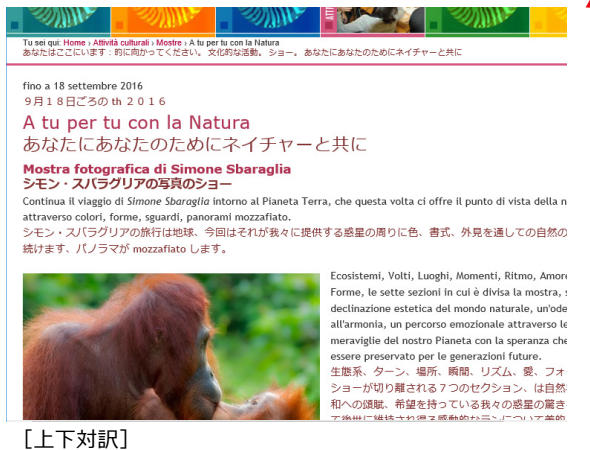 Tu sei qui: Home › Attività culturali › Mostre › A tu per tu con la Natura
あなたはここにいます：的に向かってください。 文化的な活動。 ショー。 あなたにあなたのためにネイチャーと共に
fino a 18 settembre 2016
９月１８日ごろの th ２０１６
A tu per tu con la Natura
あなたにあなたのためにネイチャーと共に
Mostra fotografica di Simone Sbaraglia
シモン・スバラグリアの写真のショー
Continua il viaggio di Simone Sbaraglia intorno al Pianeta Terra, che questa volta ci offre il punto di vista della n
attraverso colori, forme, sguardi, panorami mozzafiato.
シモン・スバラグリアの旅行は地球、今回はそれが我々に提供する惑星の周りに色、書式、外見を通しての自然の
続けます、パノラマが mozzafiato します。
Ecosistemi, Volti, Luoghi, Momenti, Ritmo, Amore
Forme, le sette sezioni in cui è divisa la mostra,
declinazione estetica del mondo naturale, un'ode
all'armonia, un percorso emozionale attraverso le
meraviglie del nostro Pianeta con la speranza che
essere preservato per le generazioni future.
生態系、ターン、場所、瞬間、リズム、愛、フォ
ショーが切り離される７つのセクション、は自然
和への頌賦、希望を持っている我々の惑星の驚き
[上下対訳]